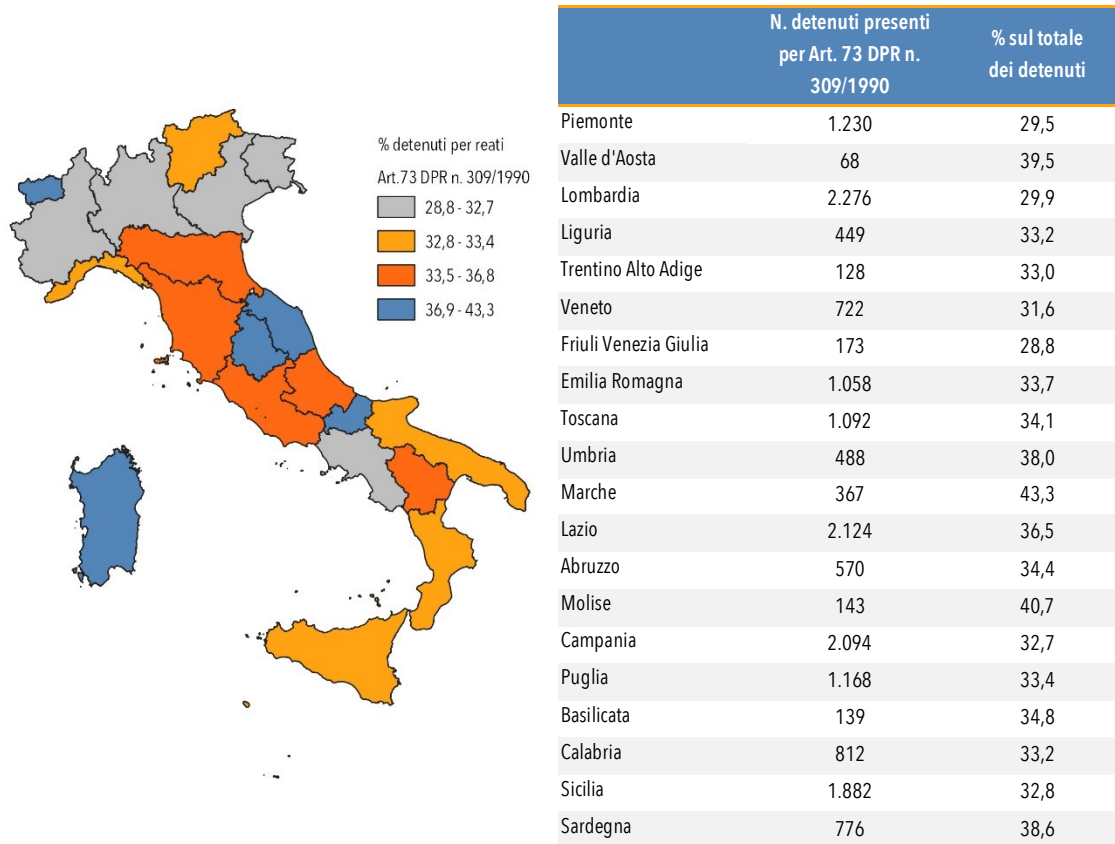 % detenuti per reati
Art.73 DPR n. 309/1990
28,8 - 32,7
32,8 - 33,4
33,5 - 36,8
36,9 - 43,3
N. detenuti presenti
per Art. 73 DPR n.
309/1990
% sul totale
dei detenuti
Piemonte 1.230 29,5
Valle d'Aosta 68 39,5
Lombardia 2.276 29,9
Liguria 449 33,2
Trentino Alto Adige 128 33,0
Veneto 722 31,6
Friuli Venezia Giulia 173 28,8
Emilia Romagna 1.058 33,7
Toscana 1.092 34,1
Umbria 488 38,0
Marche 367 43,3
Lazio 2.124 36,5
Abruzzo 570 34,4
Molise 143 40,7
Campania 2.094 32,7
Puglia 1.168 33,4
Basilicata 139 34,8
Calabria 812 33,2
Sicilia 1.882 32,8
Sardegna 776 38,6